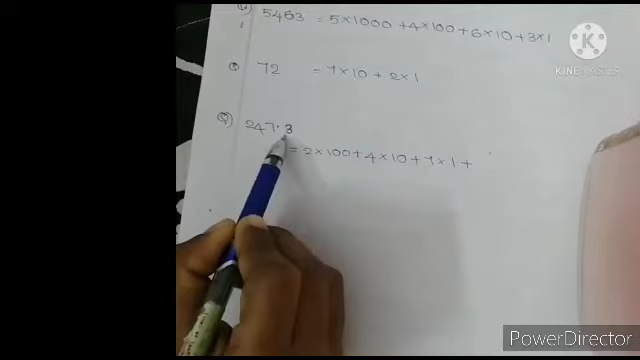 5463 = 5×1000 + 4×100 + 6×10 + 3×1
72 = 7×10 + 2×1
247.3
= 2×100 + 4×10 + 7×1 +
KINEMASTER
PowerDirector